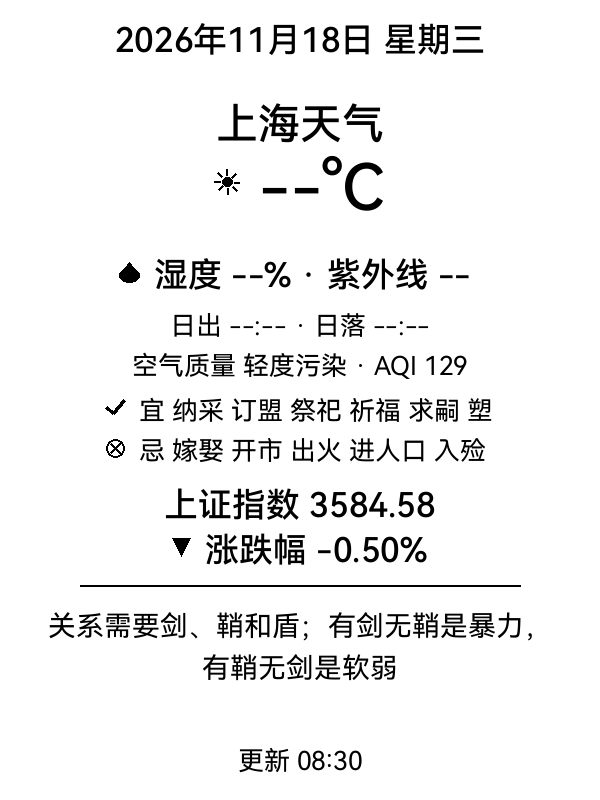 2026年11月18日 星期三
上海天气
--°C
湿度 --% · 紫外线 --
日出 --:-- · 日落 --:--
空气质量 轻度污染 · AQI 129
宜 纳采 订盟 祭祀 祈福 求嗣 塑
忌 嫁娶 开市 出火 进人口 入殓
上证指数 3584.58
▼ 涨跌幅 -0.50%
关系需要剑、鞘和盾；有剑无鞘是暴力，
有鞘无剑是软弱
更新 08:30